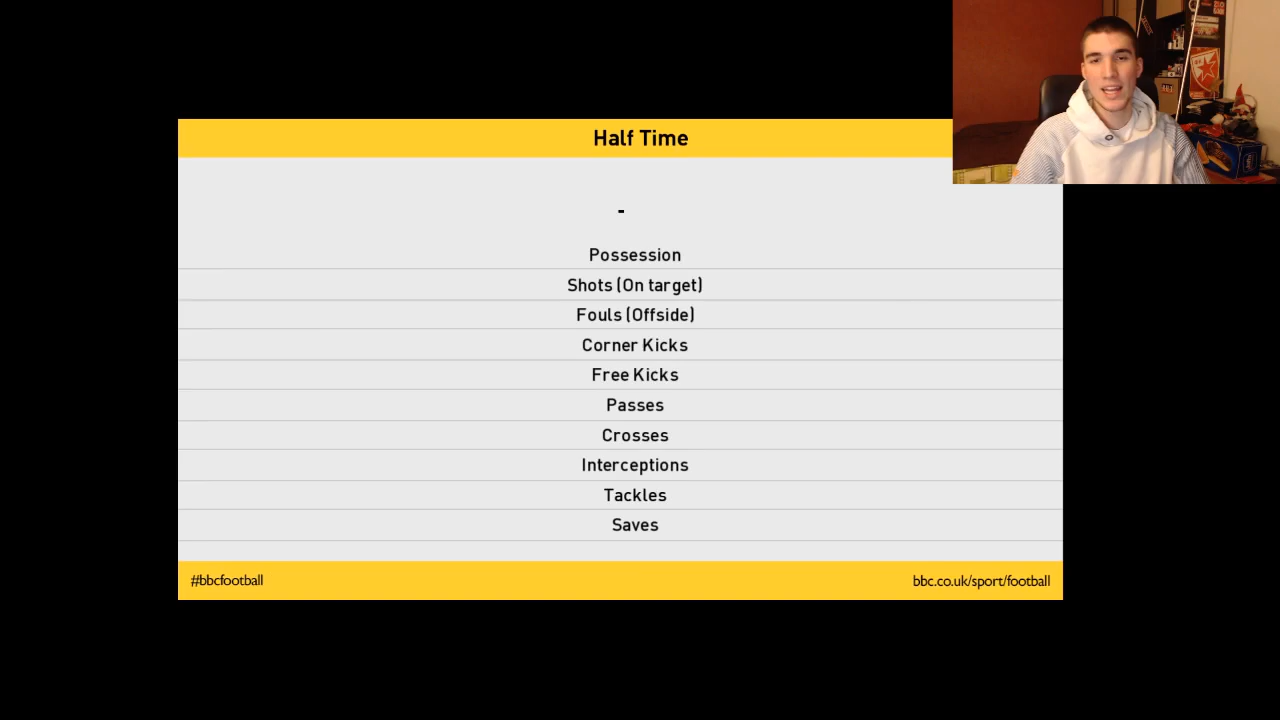 Half Time
-
Possession
Shots (On target)
Fouls (Offside)
Corner Kicks
Free Kicks
Passes
Crosses
Interceptions
Tackles
Saves
#bbcfootball
bbc.co.uk/sport/football